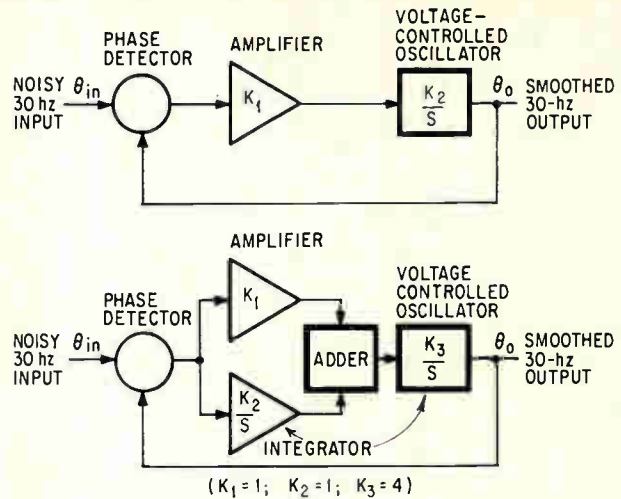 PHASE
DETECTOR
AMPLIFIER
VOLTAGE-
CONTROLLED
OSCILLATOR
NOISY
30 hz
INPUT
θin
K1
K2
S
θo
SMOOTHED
30-hz
OUTPUT
AMPLIFIER
PHASE
DETECTOR
VOLTAGE
CONTROLLED
OSCILLATOR
NOISY
30 hz
INPUT
θin
K1
ADDER
K3
S
θo
SMOOTHED
30-hz
OUTPUT
K2
S
INTEGRATOR
(K1=1; K2=1; K3=4)